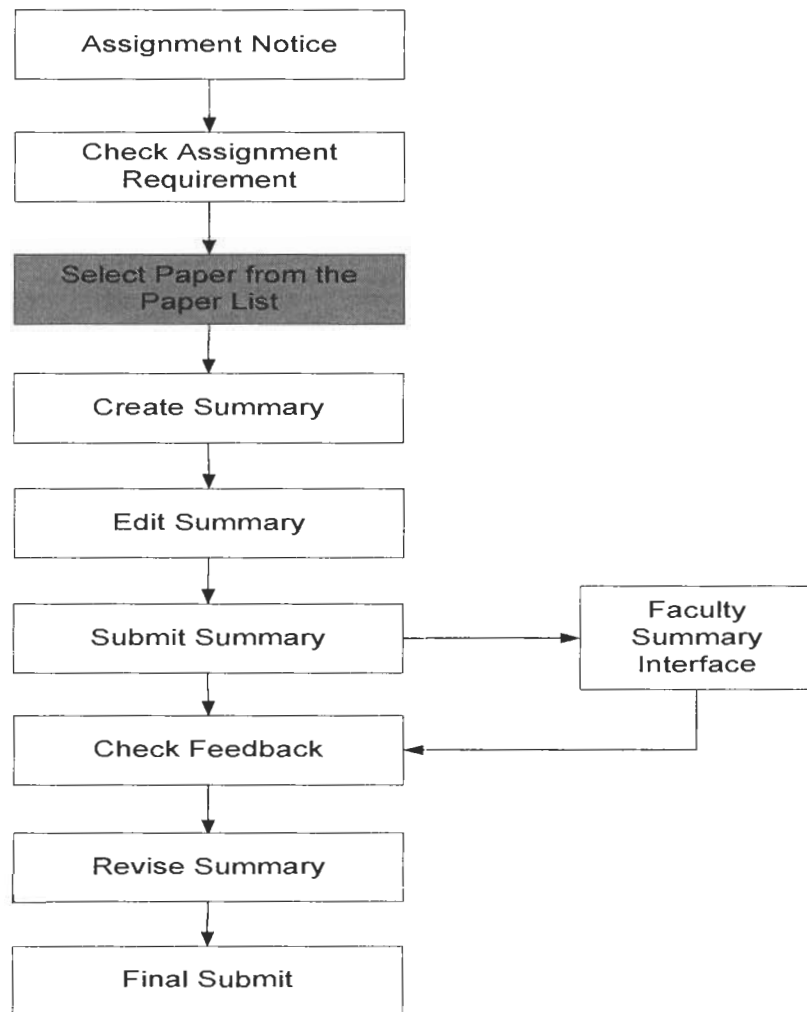 Assignment Notice
Check Assignment
Requirement
Select Paper from the
Paper List
Create Summary
Edit Summary
Submit Summary
Faculty
Summary
Interface
Check Feedback
Revise Summary
Final Submit